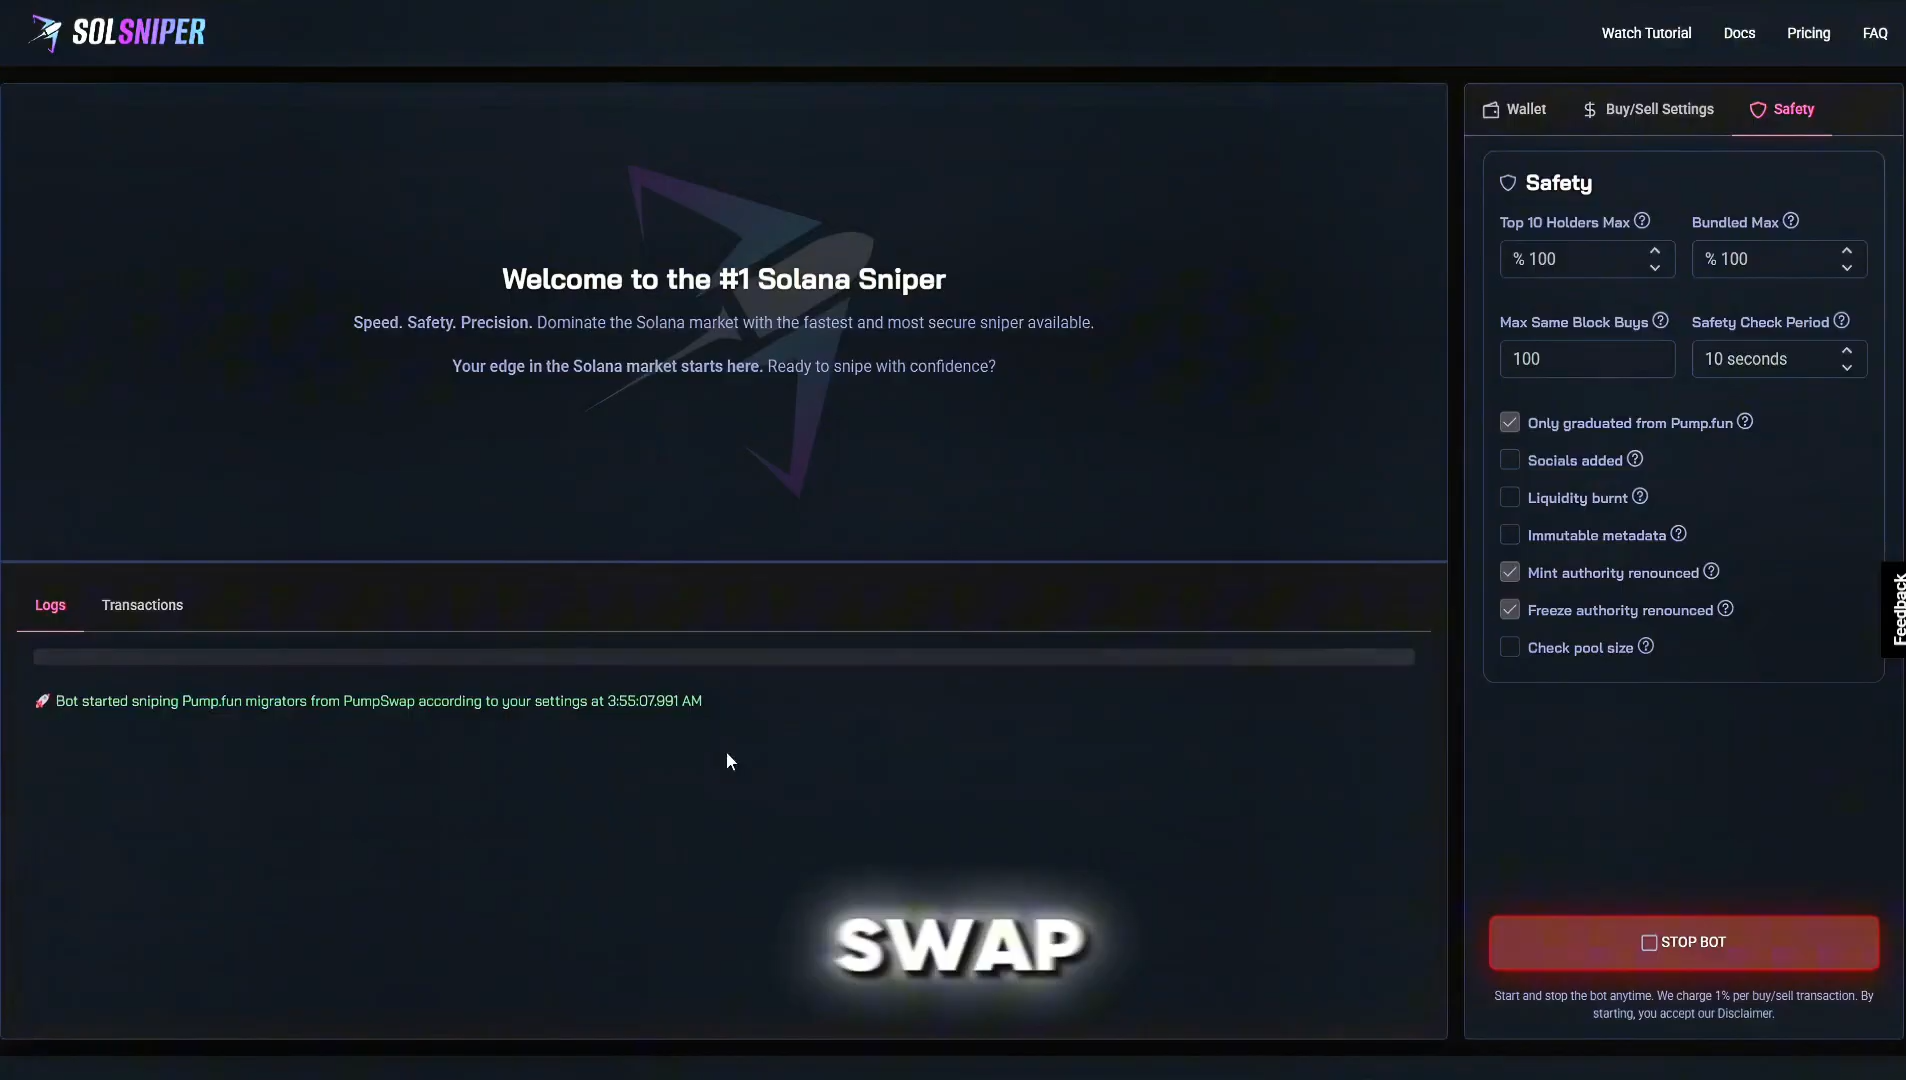 SOLSNIPER
Watch Tutorial
Docs
Pricing
FAQ
Wallet
Buy/Sell Settings
Safety
Welcome to the #1 Solana Sniper
Speed. Safety. Precision. Dominate the Solana market with the fastest and most secure sniper available.
Your edge in the Solana market starts here. Ready to snipe with confidence?
Safety
Top 10 Holders Max
Bundled Max
% 100
% 100
Max Same Block Buys
Safety Check Period
100
10 seconds
Only graduated from Pump.fun
Socials added
Liquidity burnt
Immutable metadata
Mint authority renounced
Freeze authority renounced
Check pool size
Feedback
Logs
Transactions
🚀 Bot started sniping Pump.fun migrators from PumpSwap according to your settings at 3:55:07.991 AM
SWAP
STOP BOT
Start and stop the bot anytime. We charge 1% per buy/sell transaction. By
starting, you accept our Disclaimer.